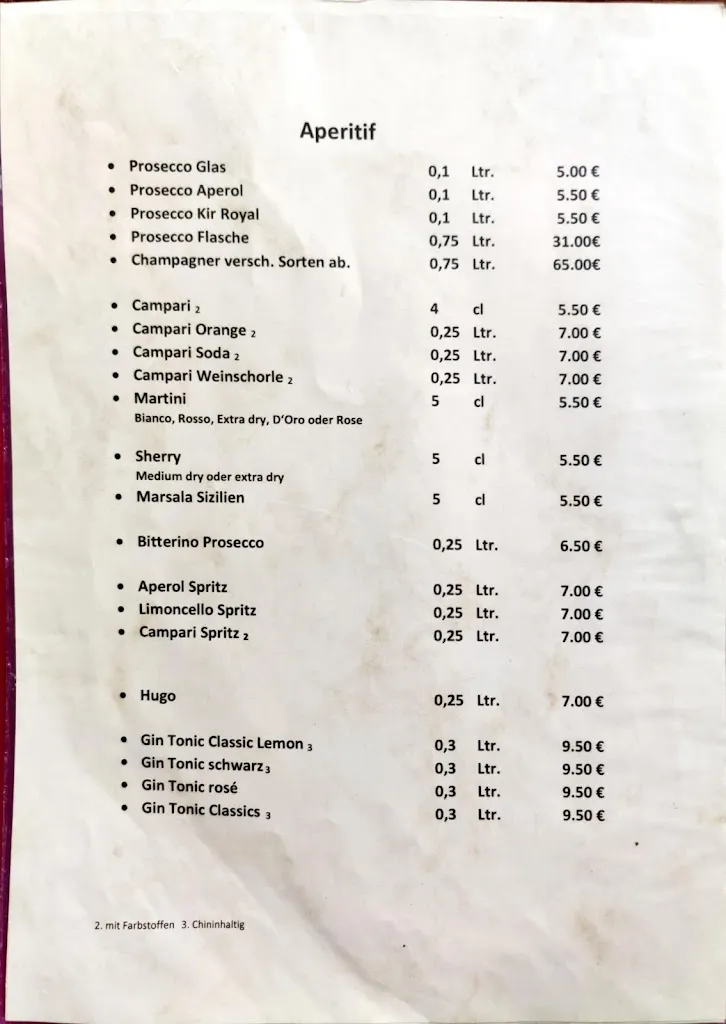 Aperitif
• Prosecco Glas 0,1 Ltr. 5.00 €
• Prosecco Aperol 0,1 Ltr. 5.50 €
• Prosecco Kir Royal 0,1 Ltr. 5.50 €
• Prosecco Flasche 0,75 Ltr. 31.00€
• Champagner versch. Sorten ab. 0,75 Ltr. 65.00€
• Campari 2 4 cl 5.50 €
• Campari Orange 2 0,25 Ltr. 7.00 €
• Campari Soda 2 0,25 Ltr. 7.00 €
• Campari Weinschorle 2 0,25 Ltr. 7.00 €
• Martini 5 cl 5.50 €
Bianco, Rosso, Extra dry, D'Oro oder Rose
• Sherry 5 cl 5.50 €
Medium dry oder extra dry
• Marsala Sizilien 5 cl 5.50 €
• Bitterino Prosecco 0,25 Ltr. 6.50 €
• Aperol Spritz 0,25 Ltr. 7.00 €
• Limoncello Spritz 0,25 Ltr. 7.00 €
• Campari Spritz 2 0,25 Ltr. 7.00 €
• Hugo 0,25 Ltr. 7.00 €
• Gin Tonic Classic Lemon 3 0,3 Ltr. 9.50 €
• Gin Tonic schwarz 3 0,3 Ltr. 9.50 €
• Gin Tonic rosé 0,3 Ltr. 9.50 €
• Gin Tonic Classics 3 0,3 Ltr. 9.50 €
2. mit Farbstoffen 3. Chininhaltig